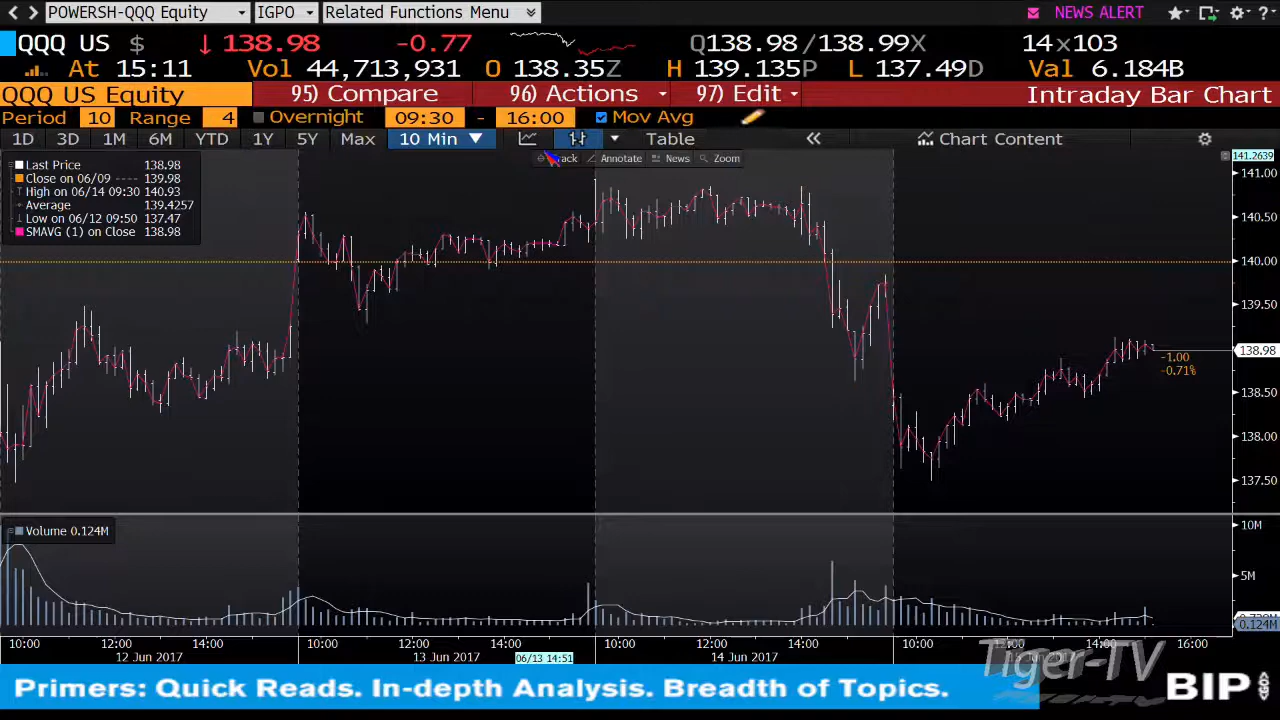 POWERSH-QQQ Equity IGPO Related Functions Menu NEWS ALERT
QQQ US $ ↓ 138.98 -0.77 Q138.98/138.99X 14x103
At 15:11 Vol 44,713,931 O 138.35Z H 139.135P L 137.49D Val 6.184B
QQQ US Equity 95) Compare 96) Actions 97) Edit Intraday Bar Chart
Period 10 Range 4 Overnight 09:30 - 16:00 Mov Avg
1D 3D 1M 6M YTD 1Y 5Y Max 10 Min ▼ Table « Chart Content
Annotate News Zoom
141.2639
Last Price 138.98
Close on 06/09 ---- 139.98
High on 06/14 09:30 140.93
Average 139.4257
Low on 06/12 09:50 137.47
SMAVG (1) on Close 138.98
141.00
140.50
140.00
139.50
138.98
-1.00
-0.71%
138.50
138.00
137.50
Volume 0.124M
10M
5M
0.124M
10:00 12:00 14:00 10:00 12:00 14:00 10:00 12:00 14:00 10:00 14:00 16:00
12 Jun 2017 13 Jun 2017 06/13 14:51 14 Jun 2017
Tiger-TV
Primers: Quick Reads. In-depth Analysis. Breadth of Topics.
BIP GO